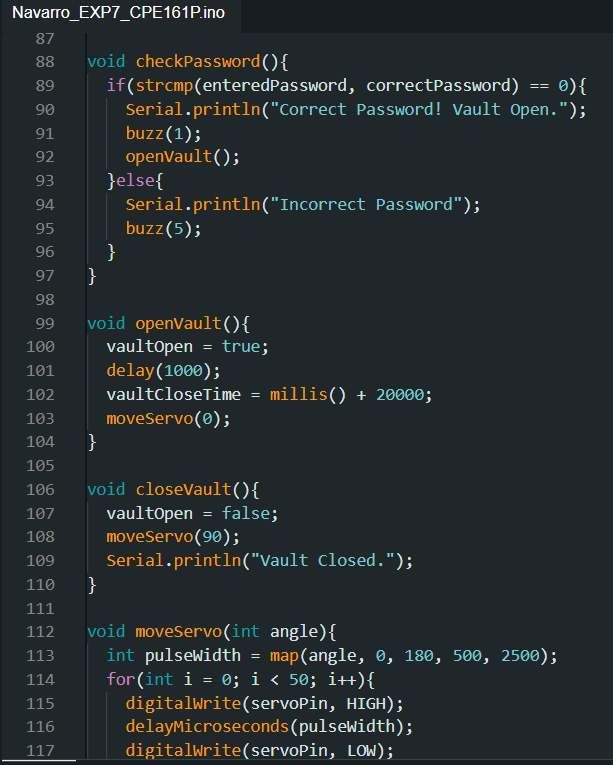 Navarro_EXP7_CPE161P.ino
87
88 void checkPassword(){
89 if(strcmp(enteredPassword, correctPassword) == 0){
90 Serial.println("Correct Password! Vault Open.");
91 buzz(1);
92 openVault();
93 }else{
94 Serial.println("Incorrect Password");
95 buzz(5);
96 }
97 }
98
99 void openVault(){
100 vaultOpen = true;
101 delay(1000);
102 vaultCloseTime = millis() + 20000;
103 moveServo(0);
104 }
105
106 void closeVault(){
107 vaultOpen = false;
108 moveServo(90);
109 Serial.println("Vault Closed.");
110 }
111
112 void moveServo(int angle){
113 int pulseWidth = map(angle, 0, 180, 500, 2500);
114 for(int i = 0; i < 50; i++){
115 digitalWrite(servoPin, HIGH);
116 delayMicroseconds(pulseWidth);
117 digitalWrite(servoPin, LOW);